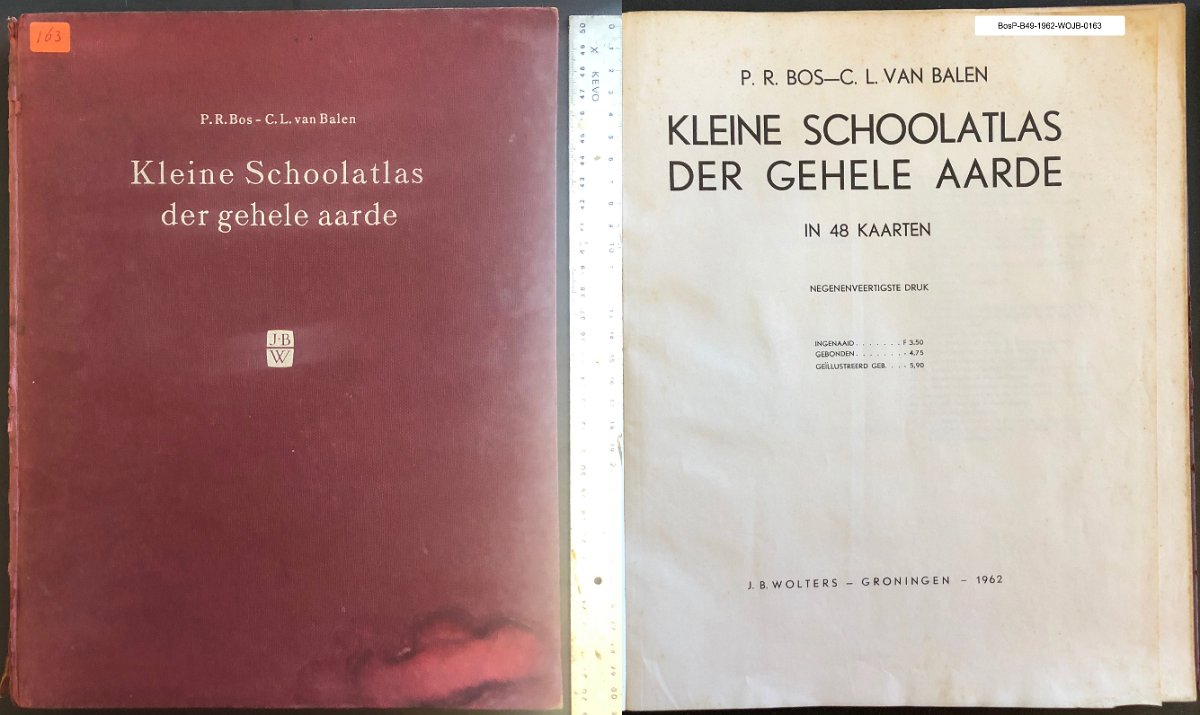 163
P. R. Bos - C. L. van Balen
Kleine Schoolatlas
der gehele aarde
J·B
W
KEVO
BosP-B49-1962-WOJB-0163
P. R. BOS—C. L. VAN BALEN
KLEINE SCHOOLATLAS
DER GEHELE AARDE
IN 48 KAARTEN
NEGENENVEERTIGSTE DRUK
INGENAAID . . . . . . . F 3.50
GEBONDEN . . . . . . . - 4,75
GEÏLLUSTREERD GEB. . . . - 5,90
J. B. WOLTERS – GRONINGEN – 1962